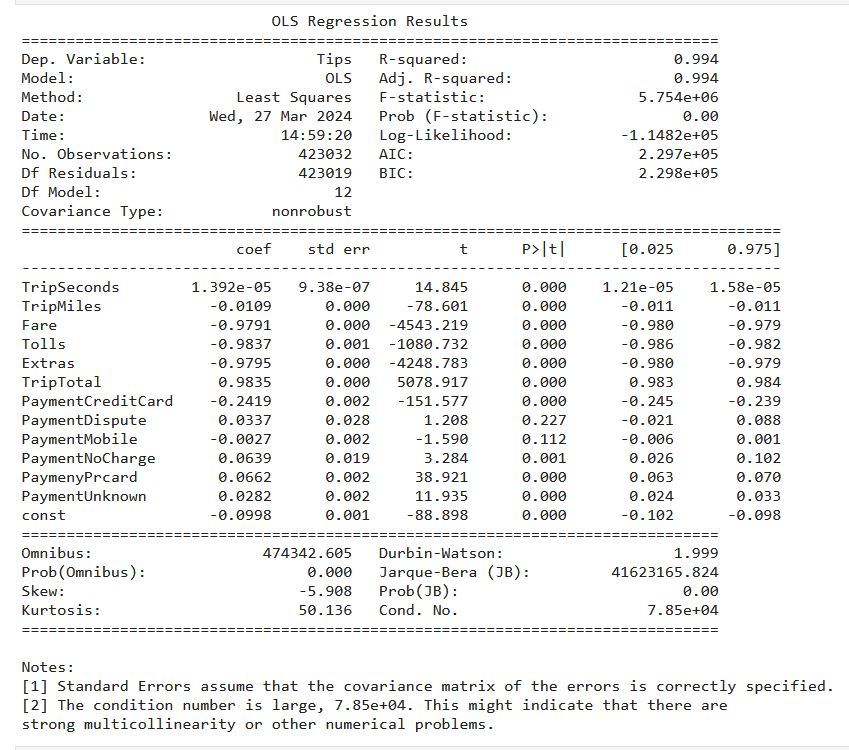 OLS Regression Results
==============================================================================
Dep. Variable: Tips R-squared: 0.994
Model: OLS Adj. R-squared: 0.994
Method: Least Squares F-statistic: 5.754e+06
Date: Wed, 27 Mar 2024 Prob (F-statistic): 0.00
Time: 14:59:20 Log-Likelihood: -1.1482e+05
No. Observations: 423032 AIC: 2.297e+05
Df Residuals: 423019 BIC: 2.298e+05
Df Model: 12
Covariance Type: nonrobust
=====================================================================================
coef std err t P>|t| [0.025 0.975]
-------------------------------------------------------------------------------------
TripSeconds 1.392e-05 9.38e-07 14.845 0.000 1.21e-05 1.58e-05
TripMiles -0.0109 0.000 -78.601 0.000 -0.011 -0.011
Fare -0.9791 0.000 -4543.219 0.000 -0.980 -0.979
Tolls -0.9837 0.001 -1080.732 0.000 -0.986 -0.982
Extras -0.9795 0.000 -4248.783 0.000 -0.980 -0.979
TripTotal 0.9835 0.000 5078.917 0.000 0.983 0.984
PaymentCreditCard -0.2419 0.002 -151.577 0.000 -0.245 -0.239
PaymentDispute 0.0337 0.028 1.208 0.227 -0.021 0.088
PaymentMobile -0.0027 0.002 -1.590 0.112 -0.006 0.001
PaymentNoCharge 0.0639 0.019 3.284 0.001 0.026 0.102
PaymenyPrcard 0.0662 0.002 38.921 0.000 0.063 0.070
PaymentUnknown 0.0282 0.002 11.935 0.000 0.024 0.033
const -0.0998 0.001 -88.898 0.000 -0.102 -0.098
==============================================================================
Omnibus: 474342.605 Durbin-Watson: 1.999
Prob(Omnibus): 0.000 Jarque-Bera (JB): 41623165.824
Skew: -5.908 Prob(JB): 0.00
Kurtosis: 50.136 Cond. No. 7.85e+04
==============================================================================
Notes:
[1] Standard Errors assume that the covariance matrix of the errors is correctly specified.
[2] The condition number is large, 7.85e+04. This might indicate that there are
strong multicollinearity or other numerical problems.